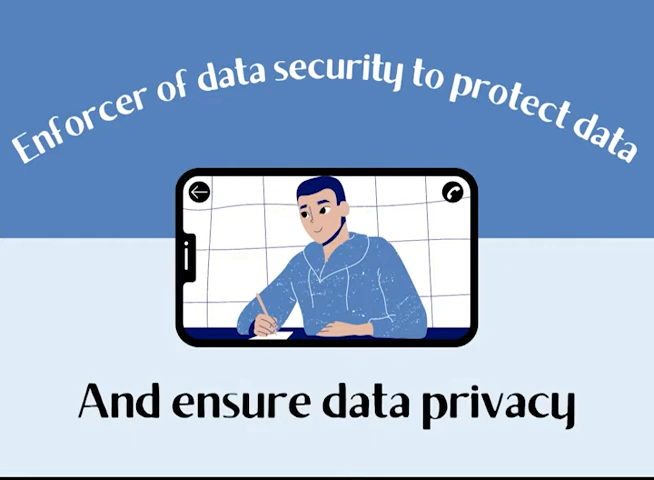 Enforcer of data security to protect data
And ensure data privacy